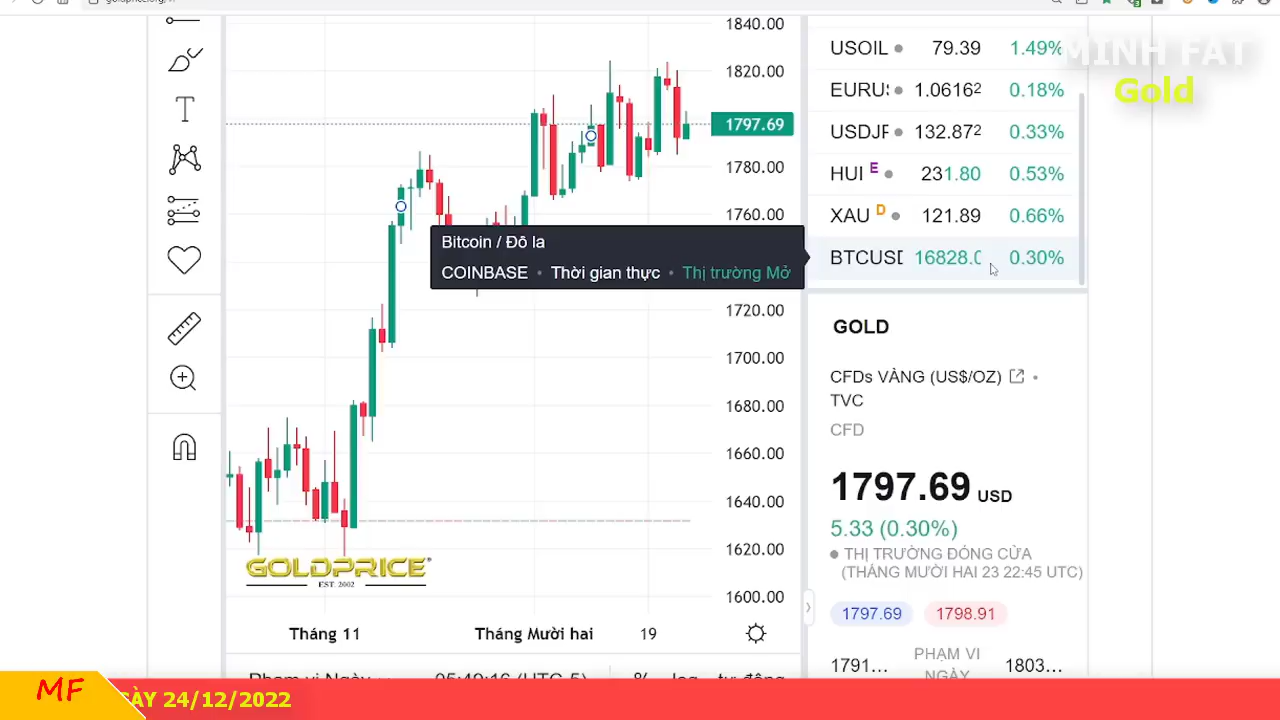 1840.00
1820.00
1797.69
1780.00
1760.00
1720.00
1700.00
1680.00
1660.00
1640.00
1620.00
1600.00
Bitcoin / Đô la
COINBASE • Thời gian thực • Thị trường Mở
GOLDPRICE
EST. 2002
Tháng 11 Tháng Mười hai 19
USOIL 79.39 1.49%
EURU 1.06162 0.18%
USDJF 132.872 0.33%
HUI E 231.80 0.53%
XAU D 121.89 0.66%
BTCUSD 16828.0 0.30%
MINH FAT
Gold
GOLD
CFDs VÀNG (US$/OZ) •
TVC
CFD
1797.69 USD
5.33 (0.30%)
THỊ TRƯỜNG ĐÓNG CỬA
(THÁNG MƯỜI HAI 23 22:45 UTC)
1797.69 1798.91
1791... PHẠM VI NGÀY 1803...
MF
24/12/2022